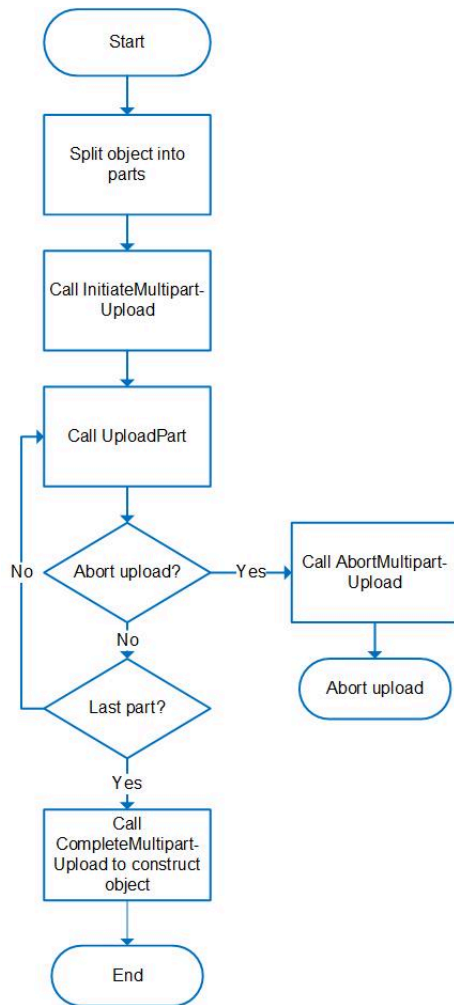 Start
Split object into
parts
Call InitiateMultipart-
Upload
Call UploadPart
No
Abort upload?
Yes
Call AbortMultipart-
Upload
No
Abort upload
Last part?
Yes
Call
CompleteMultipart-
Upload to construct
object
End